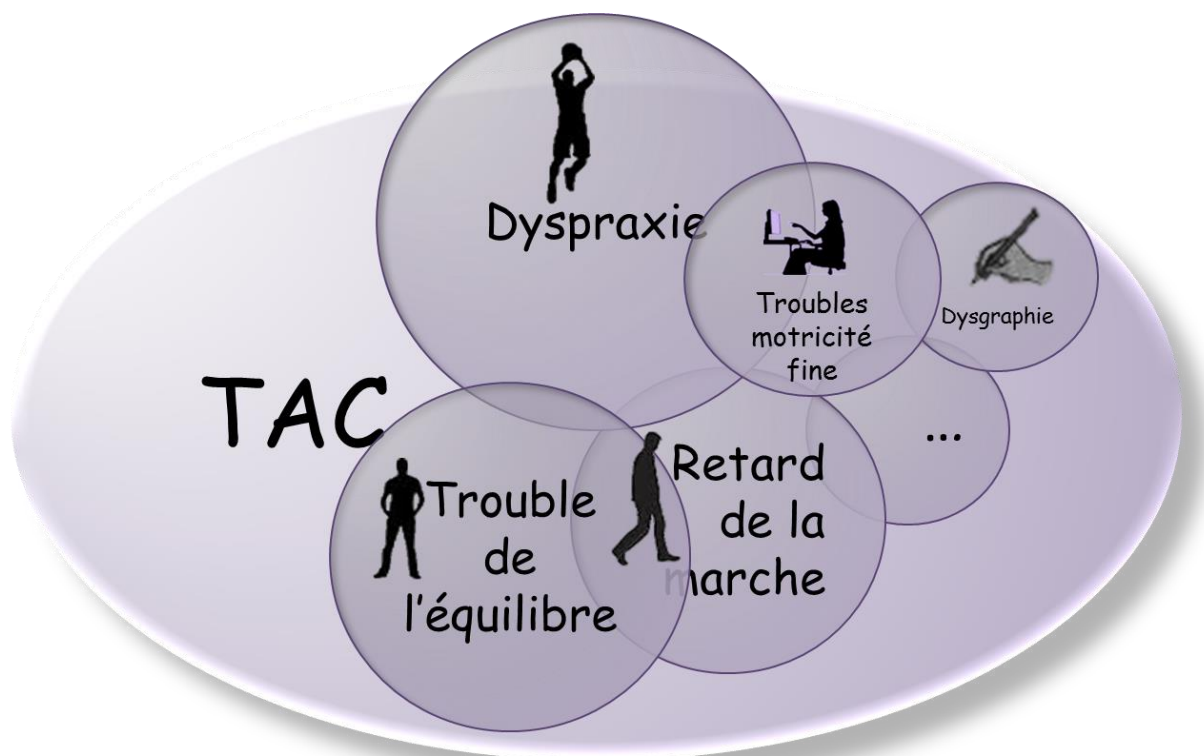 Dyspraxie
Troubles
motricité
fine
Dysgraphie
TAC
...
Retard
de la
marche
Trouble
de
l'équilibre